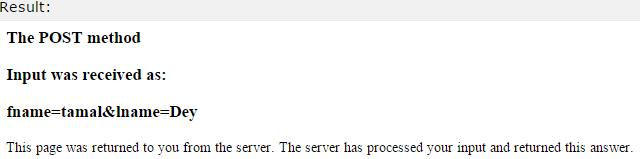 Result:
The POST method
Input was received as:
fname=tamal&lname=Dey
This page was returned to you from the server. The server has processed your input and returned this answer.